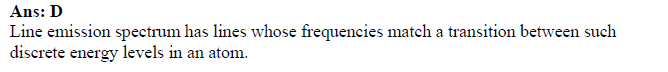 Ans: D
Line emission spectrum has lines whose frequencies match a transition between such
discrete energy levels in an atom.